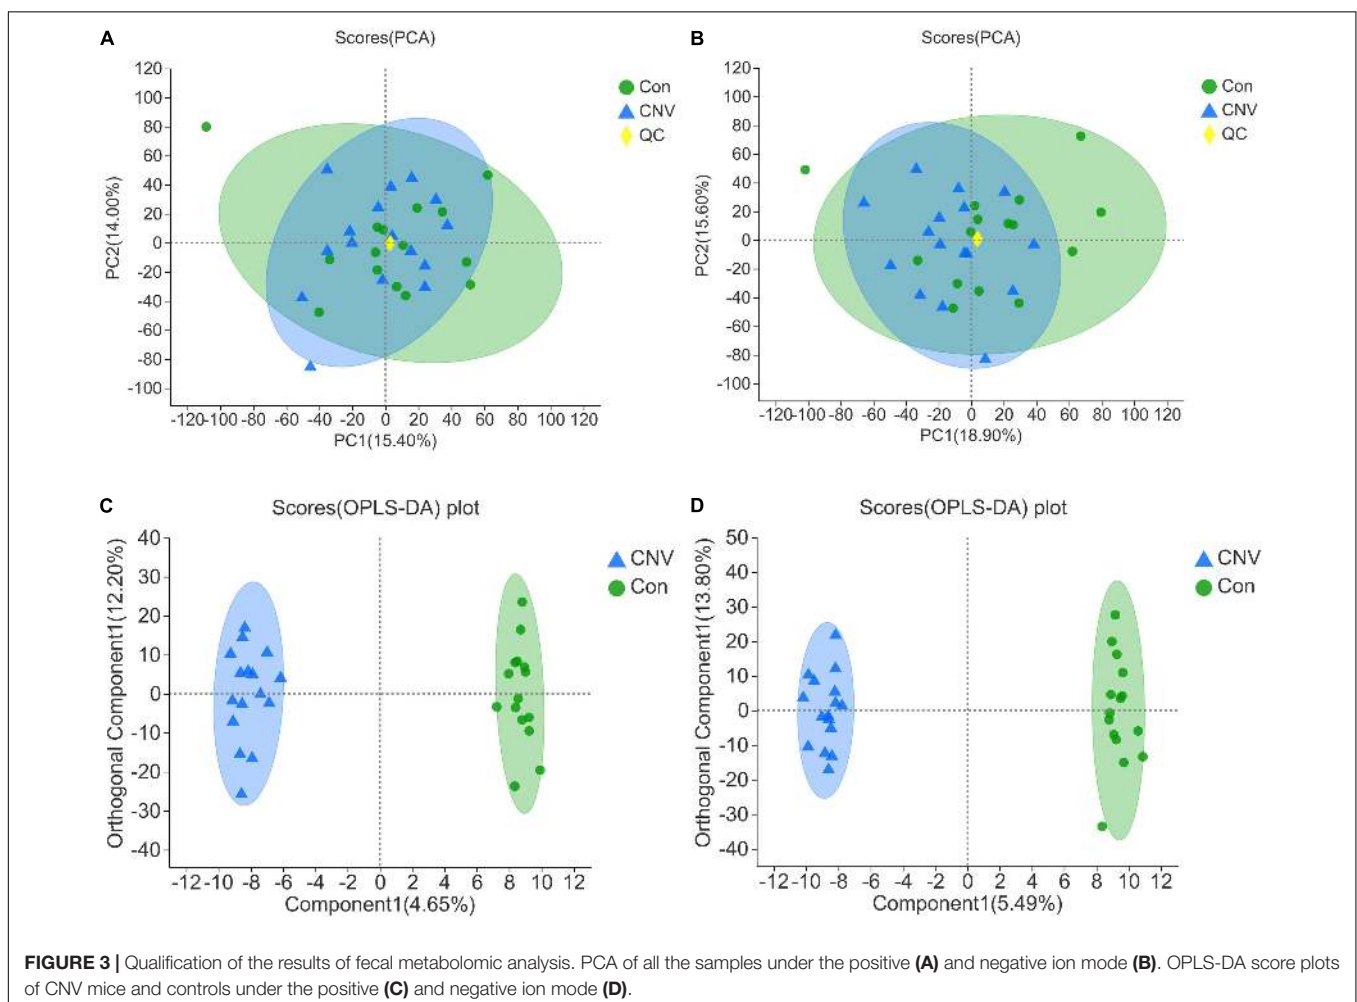 A
Scores(PCA)
120
100
80
60
40
20
0
-20
-40
-60
-80
-100
PC2(14.00%)
-120-100 -80 -60 -40 -20 0 20 40 60 80 100 120
PC1(15.40%)
Con
CNV
QC
B
Scores(PCA)
120
100
80
60
40
20
0
-20
-40
-60
-80
-100
PC2(15.60%)
-120-100 -80 -60 -40 -20 0 20 40 60 80 100 120
PC1(18.90%)
Con
CNV
QC
C
Scores(OPLS-DA) plot
40
30
20
10
0
-10
-20
-30
-40
Orthogonal Component1(12.20%)
-12 -10 -8 -6 -4 -2 0 2 4 6 8 10 12
Component1(4.65%)
CNV
Con
D
Scores(OPLS-DA) plot
50
40
30
20
10
0
-10
-20
-30
-40
Orthogonal Component1(13.80%)
-12 -10 -8 -6 -4 -2 0 2 4 6 8 10 12
Component1(5.49%)
CNV
Con
FIGURE 3 | Qualification of the results of fecal metabolomic analysis. PCA of all the samples under the positive (A) and negative ion mode (B). OPLS-DA score plots
of CNV mice and controls under the positive (C) and negative ion mode (D).